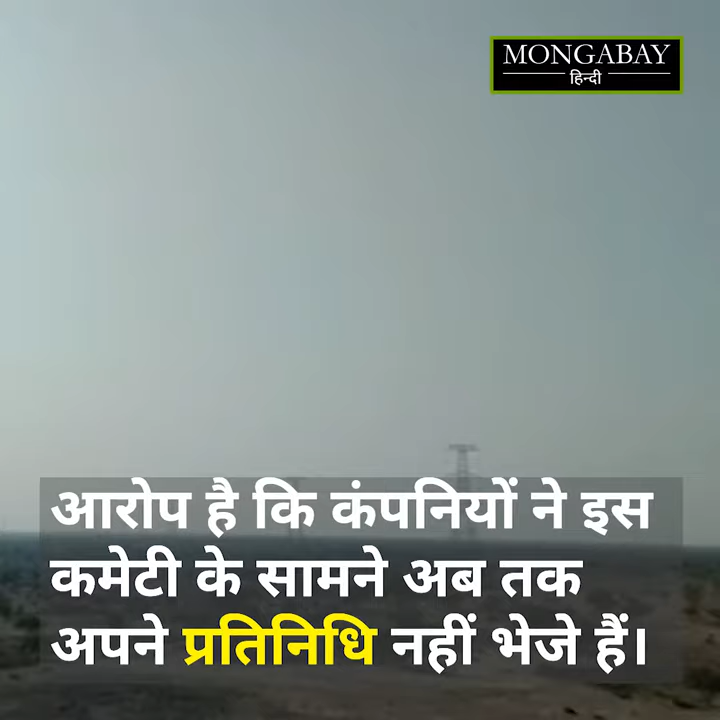 MONGABAY
हिन्दी
आरोप है कि कंपनियों ने इस
कमेटी के सामने अब तक
अपने प्रतिनिधि नहीं भेजे हैं।